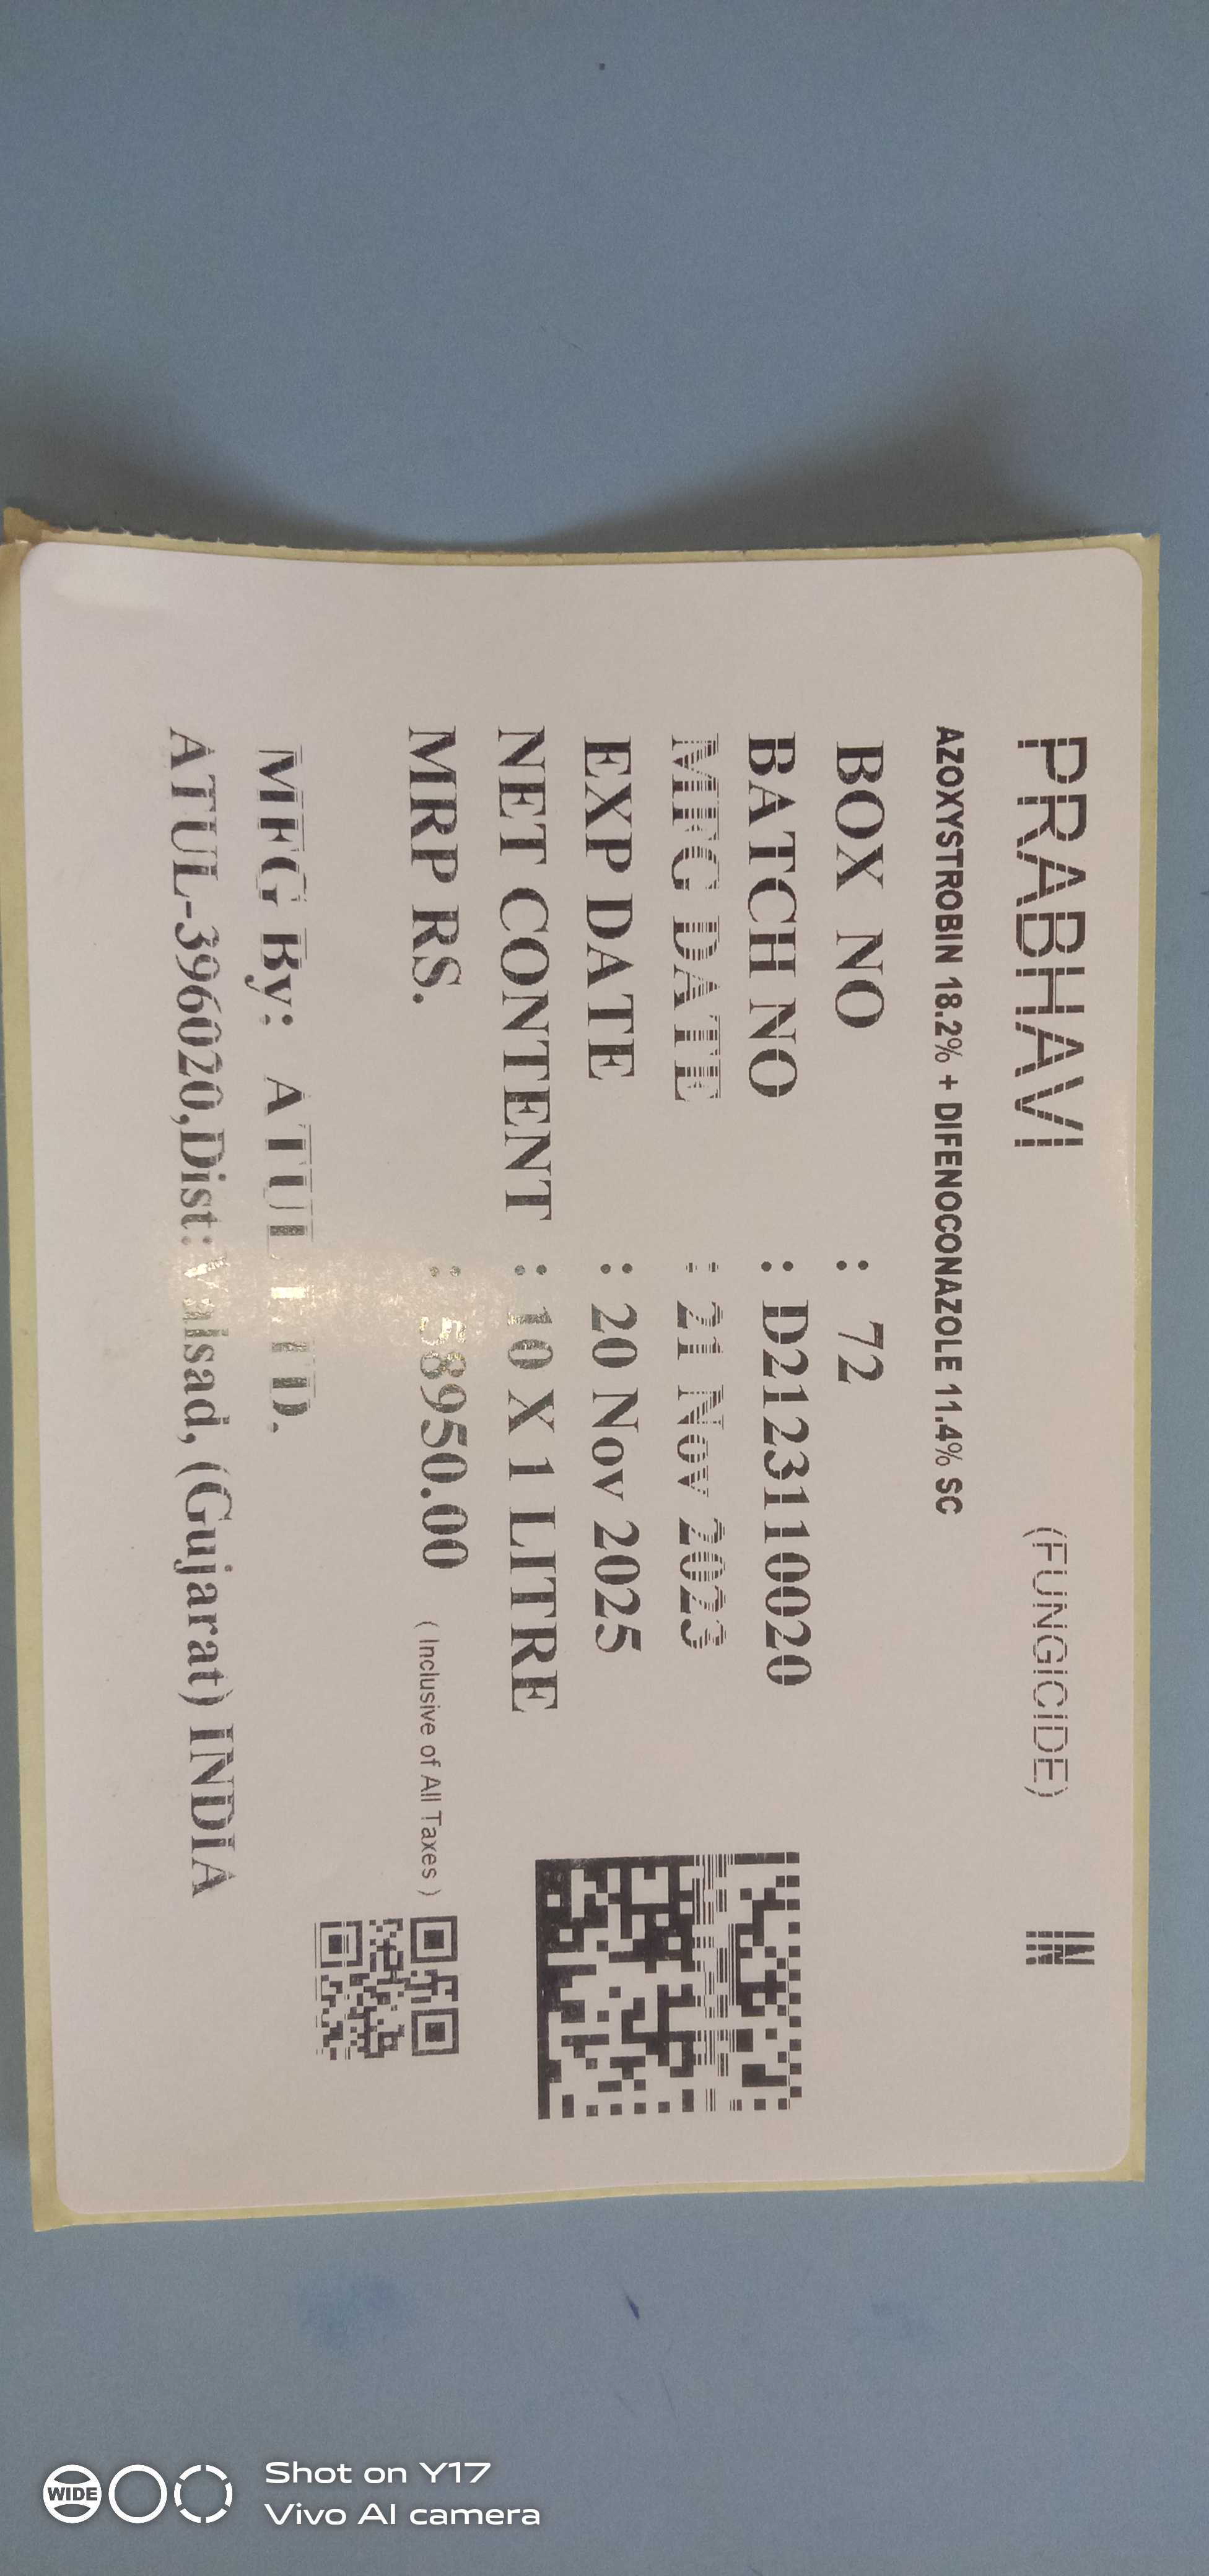 PRABHAVI (FUNGICIDE) IN
AZOXYSTROBIN 18.2% + DIFENOCONAZOLE 11.4% SC
BOX NO : 72
BATCH NO : D2123110020
MFG DATE : 21 Nov 2023
EXP DATE : 20 Nov 2025
NET CONTENT : 10 X 1 LITRE
MRP RS. : 58950.00 ( Inclusive of All Taxes )
MFG By: ATUL LTD.
ATUL-396020,Dist: Valsad, (Gujarat) INDIA
WIDE
Shot on Y17
Vivo AI camera